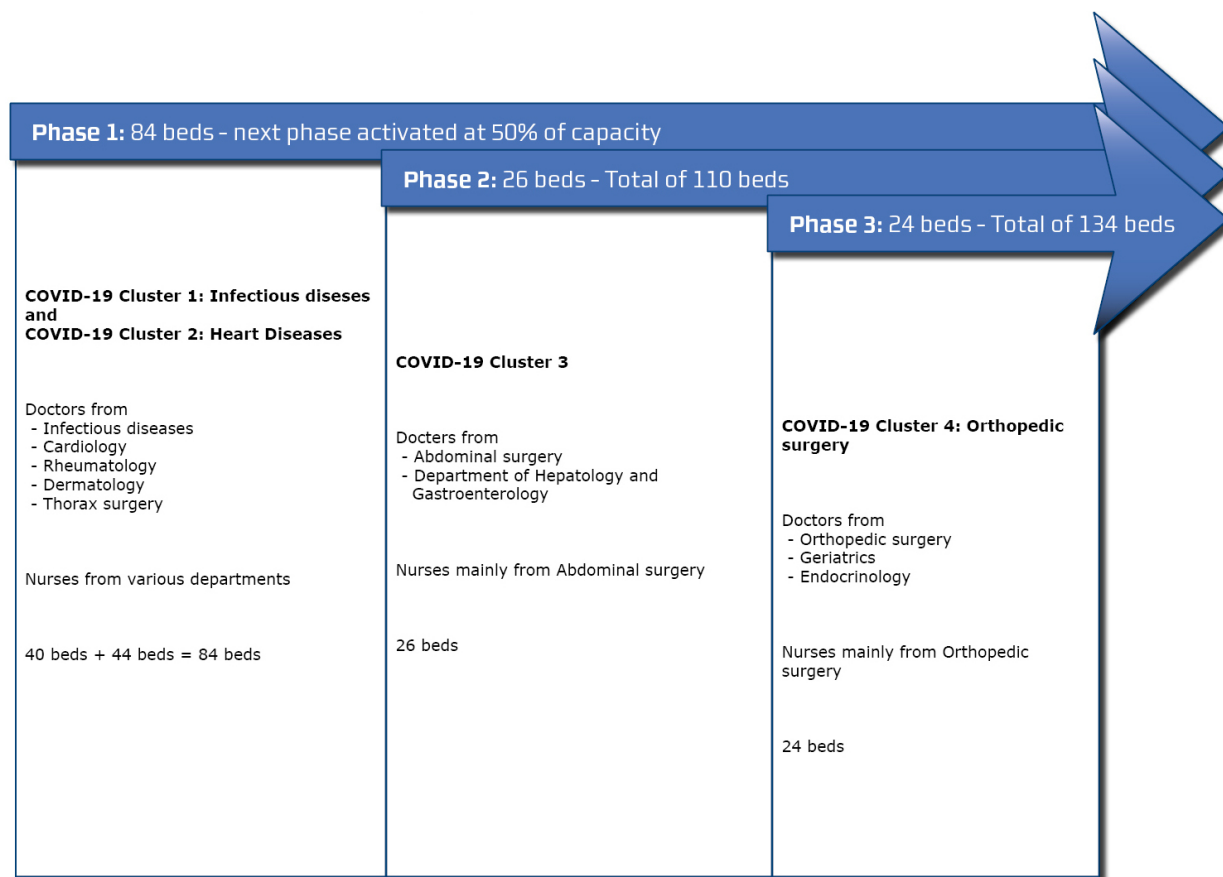 Phase 1: 84 beds - next phase activated at 50% of capacity
Phase 2: 26 beds - Total of 110 beds
Phase 3: 24 beds - Total of 134 beds
COVID-19 Cluster 1: Infectious diseses
and
COVID-19 Cluster 2: Heart Diseases
Doctors from
- Infectious diseases
- Cardiology
- Rheumatology
- Dermatology
- Thorax surgery
Nurses from various departments
40 beds + 44 beds = 84 beds
COVID-19 Cluster 3
Docters from
- Abdominal surgery
- Department of Hepatology and
Gastroenterology
Nurses mainly from Abdominal surgery
26 beds
COVID-19 Cluster 4: Orthopedic
surgery
Doctors from
- Orthopedic surgery
- Geriatrics
- Endocrinology
Nurses mainly from Orthopedic
surgery
24 beds